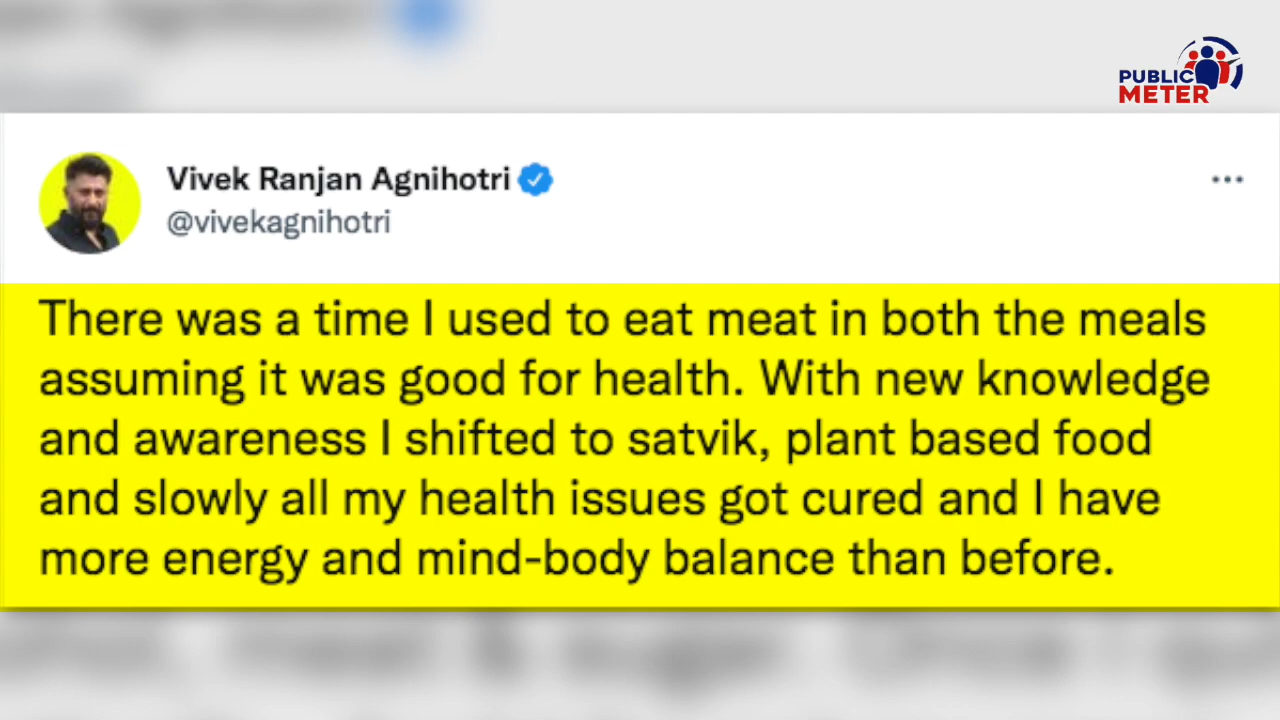 PUBLIC
METER
Vivek Ranjan Agnihotri
@vivekagnihotri
There was a time I used to eat meat in both the meals
assuming it was good for health. With new knowledge
and awareness I shifted to satvik, plant based food
and slowly all my health issues got cured and I have
more energy and mind-body balance than before.